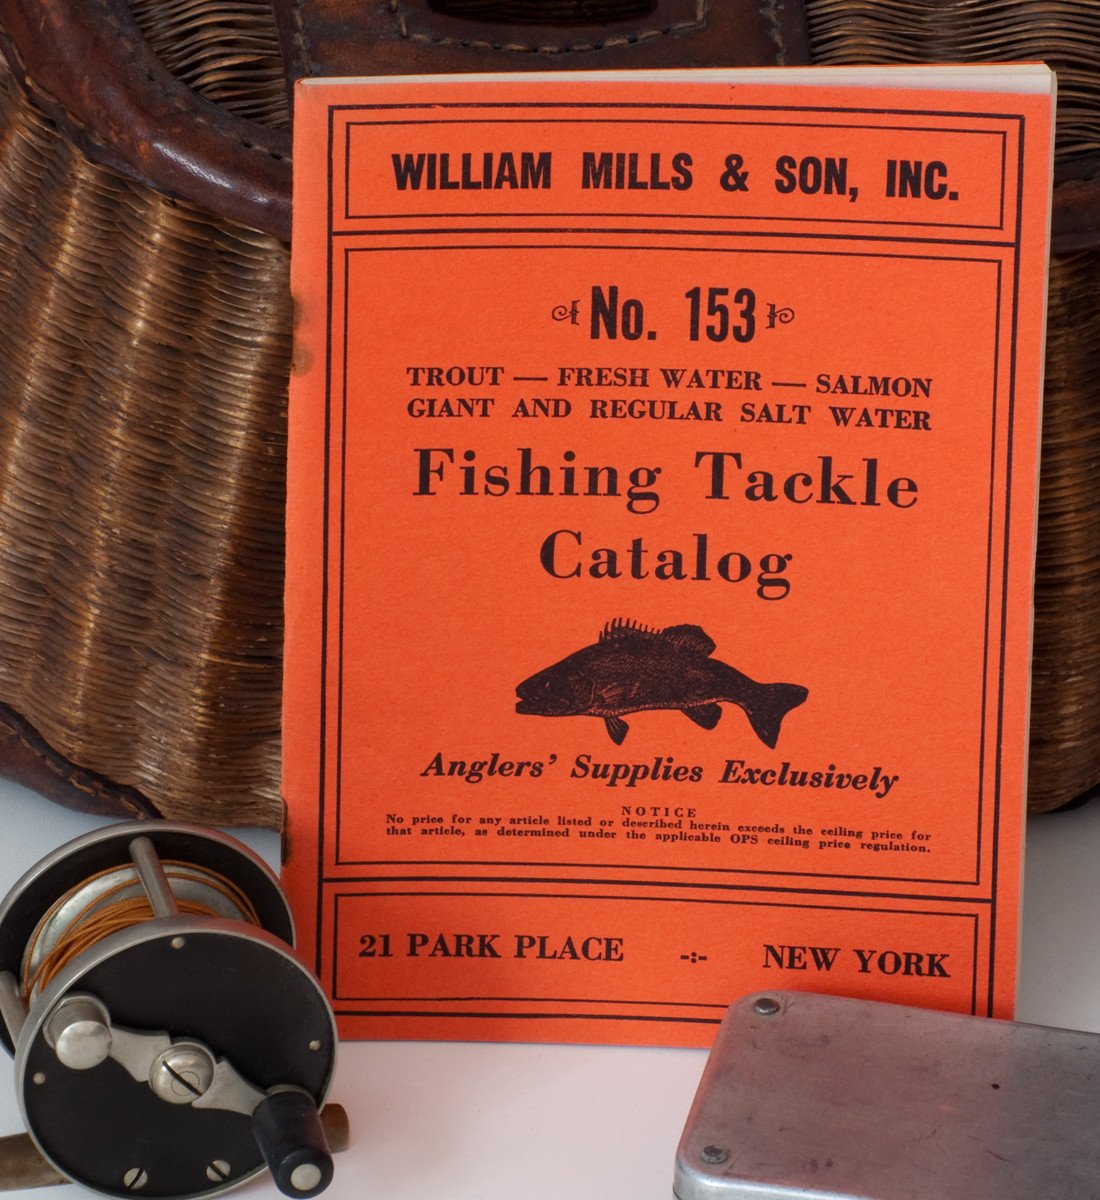 WILLIAM MILLS & SON, INC.
No. 153
TROUT — FRESH WATER — SALMON
GIANT AND REGULAR SALT WATER
Fishing Tackle
Catalog
Anglers' Supplies Exclusively
NOTICE
No price for any article listed or described herein exceeds the ceiling price for
that article, as determined under the applicable OPS ceiling price regulation.
21 PARK PLACE -:- NEW YORK